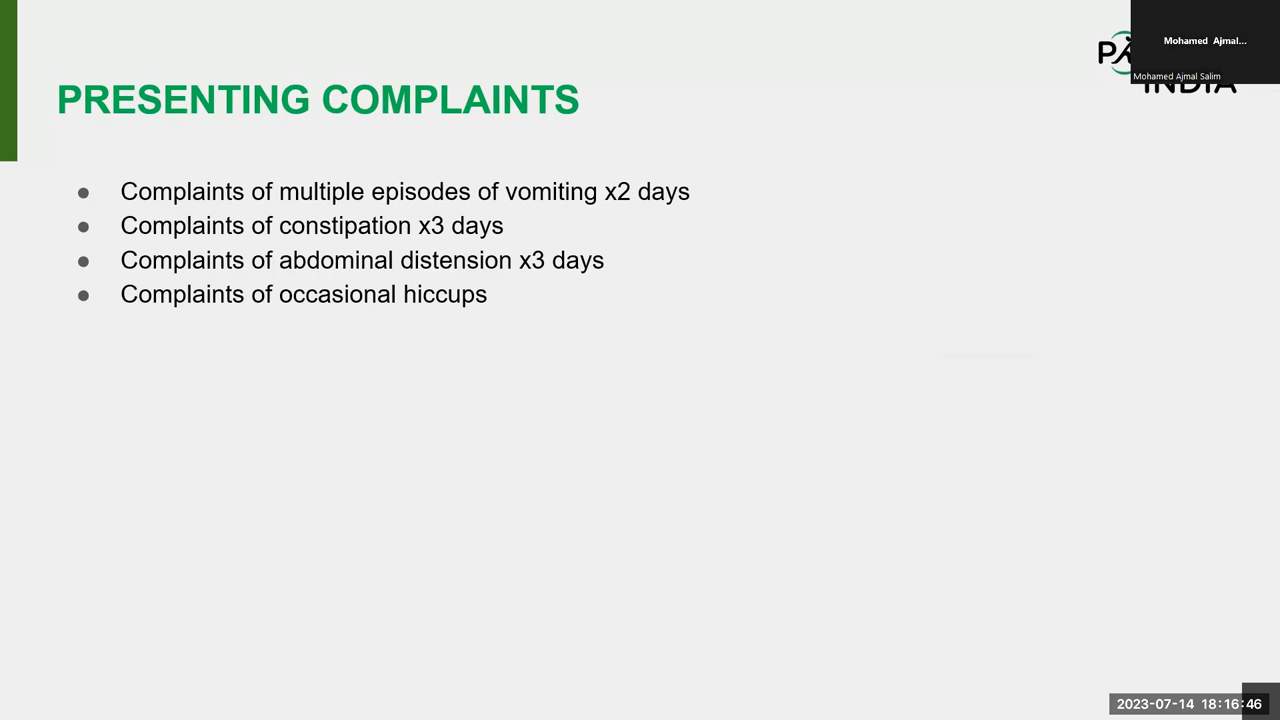 Mohamed Ajmal...
Mohamed Ajmal Salim
INDIA
PRESENTING COMPLAINTS
● Complaints of multiple episodes of vomiting x2 days
● Complaints of constipation x3 days
● Complaints of abdominal distension x3 days
● Complaints of occasional hiccups
2023-07-14 18:16:46